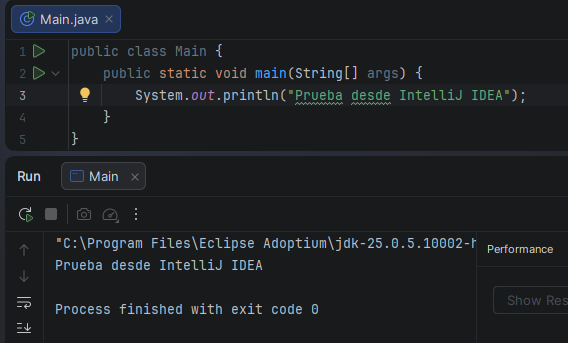 Main.java
1 public class Main {
2 public static void main(String[] args) {
3 System.out.println("Prueba desde IntelliJ IDEA");
4 }
5 }
Run Main
"C:\Program Files\Eclipse Adoptium\jdk-25.0.5.10002-h
Prueba desde IntelliJ IDEA
Process finished with exit code 0
Performance
Show Res